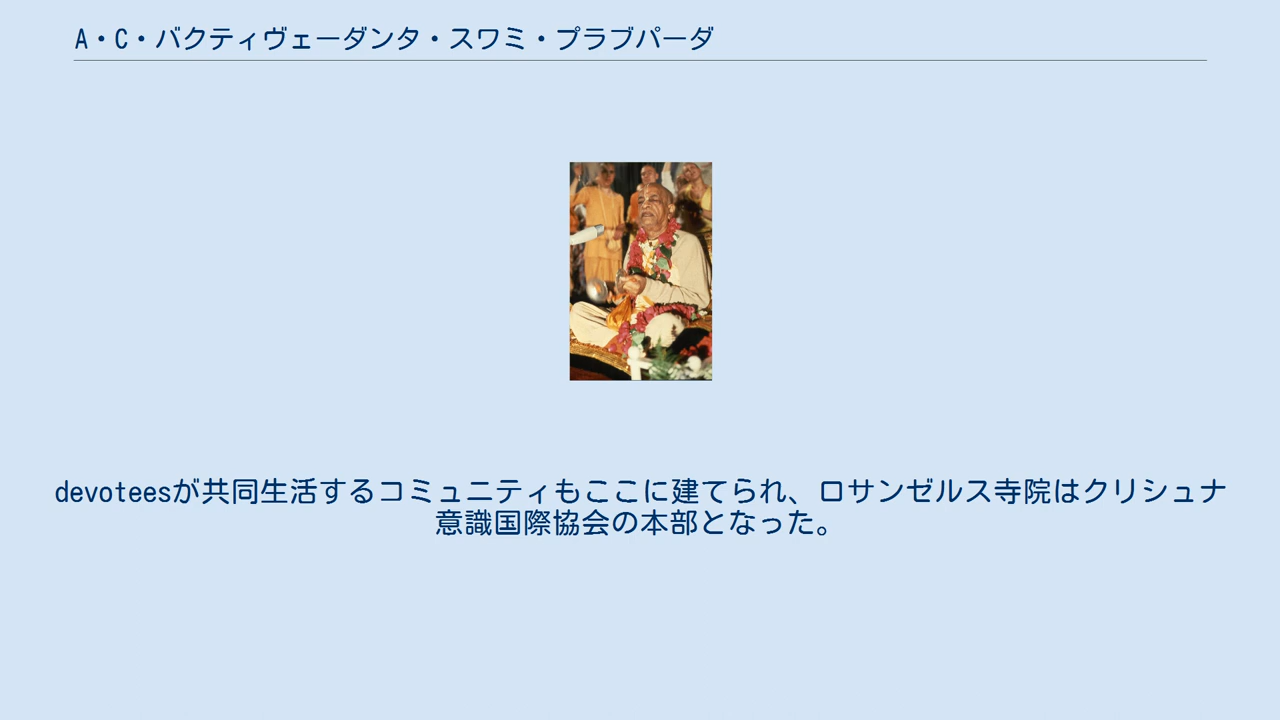 A・C・バクティヴェーダンタ・スワミ・プラブパーダ
devoteesが共同生活するコミュニティもここに建てられ、ロサンゼルス寺院はクリシュナ
意識国際協会の本部となった。